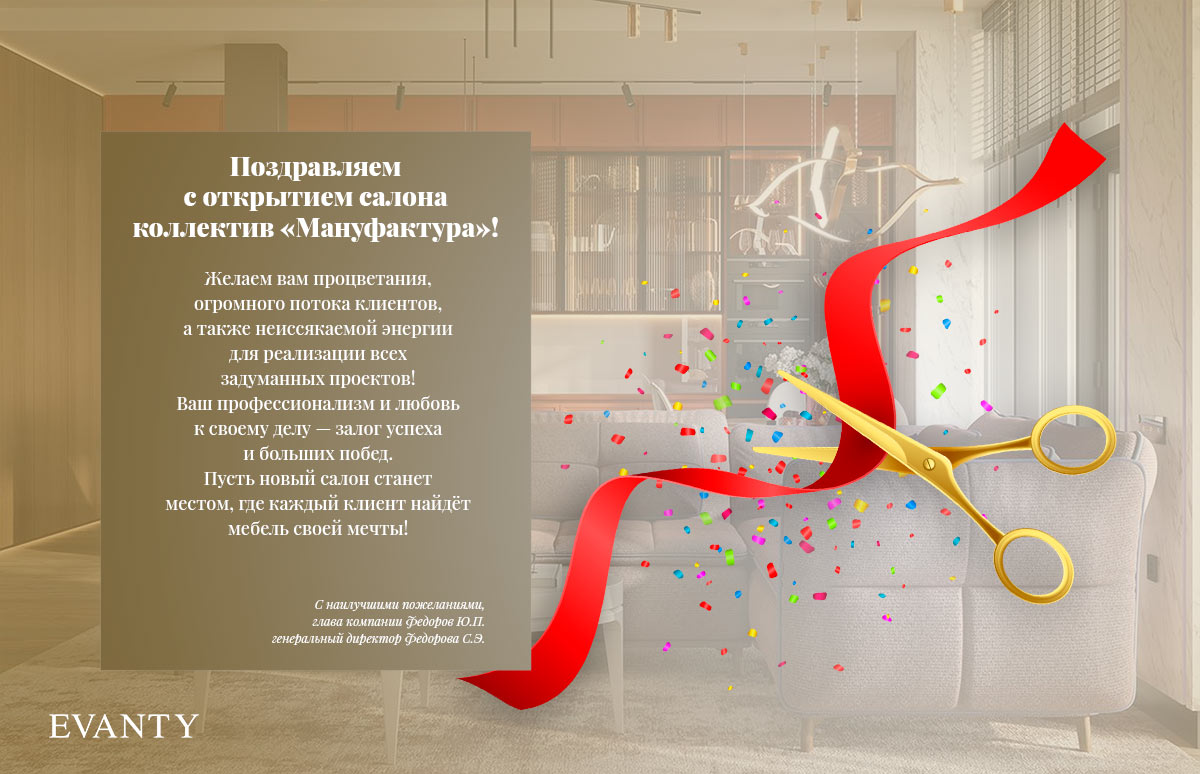 Поздравляем
с открытием салона
коллектив «Мануфактура»!
Желаем вам процветания,
огромного потока клиентов,
а также неиссякаемой энергии
для реализации всех
задуманных проектов!
Ваш профессионализм и любовь
к своему делу — залог успеха
и больших побед.
Пусть новый салон станет
местом, где каждый клиент найдёт
мебель своей мечты!
С наилучшими пожеланиями,
глава компании Федоров Ю.П.
генеральный директор Федорова С.Э.
EVANTY